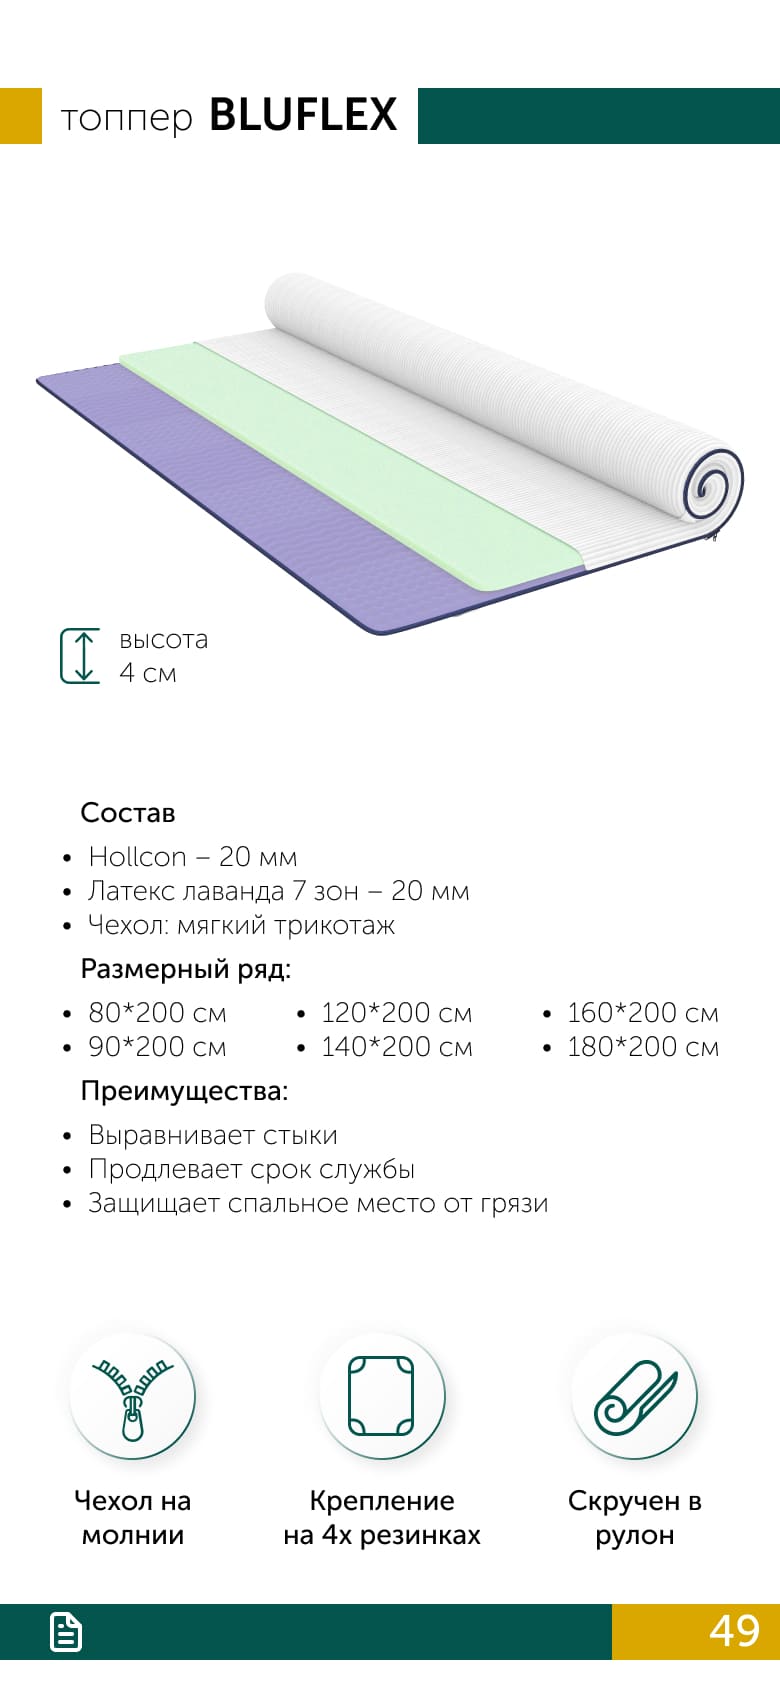 топпер BLUFLEX
высота
4 см
Состав
• Hollcon – 20 мм
• Латекс лаванда 7 зон – 20 мм
• Чехол: мягкий трикотаж
Размерный ряд:
• 80*200 см • 120*200 см • 160*200 см
• 90*200 см • 140*200 см • 180*200 см
Преимущества:
• Выравнивает стыки
• Продлевает срок службы
• Защищает спальное место от грязи
Чехол на
молнии
Крепление
на 4х резинках
Скручен в
рулон
49